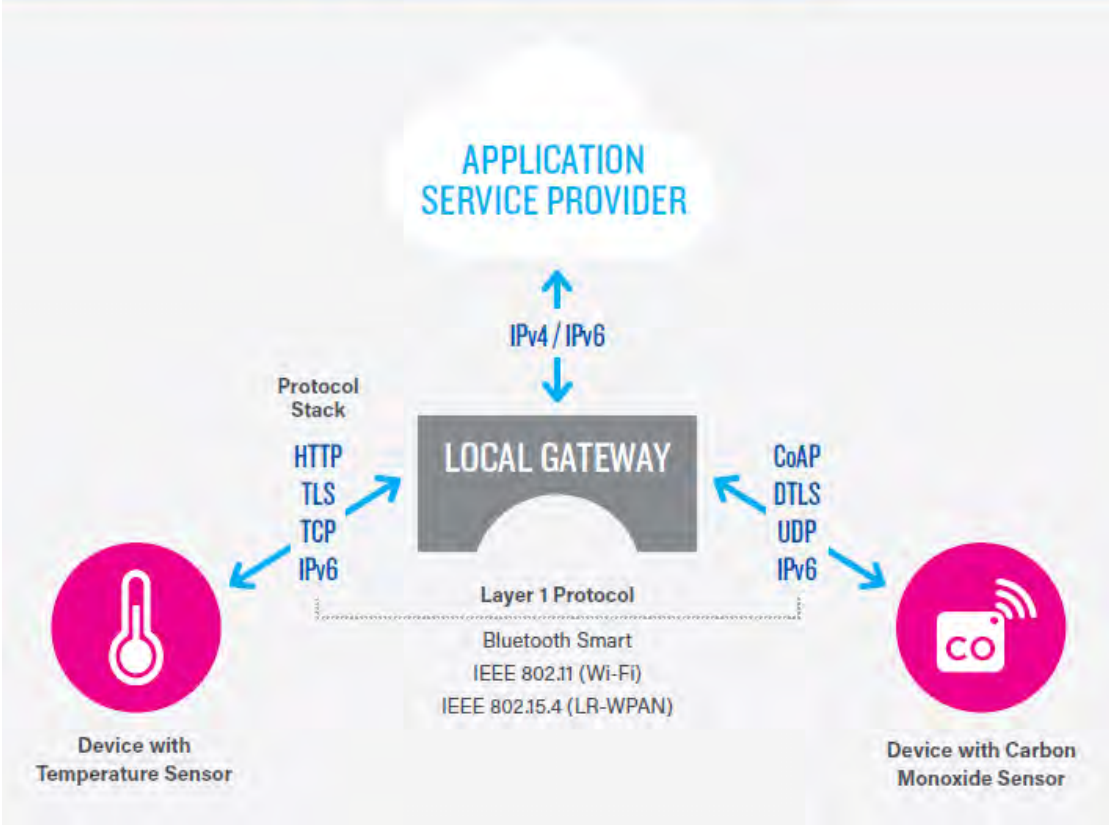 APPLICATION
SERVICE PROVIDER
IPv4 / IPv6
Protocol
Stack
HTTP
TLS
TCP
IPv6
LOCAL GATEWAY
CoAP
DTLS
UDP
IPv6
Layer 1 Protocol
Bluetooth Smart
IEEE 802.11 (Wi-Fi)
IEEE 802.15.4 (LR-WPAN)
CO
Device with
Temperature Sensor
Device with Carbon
Monoxide Sensor